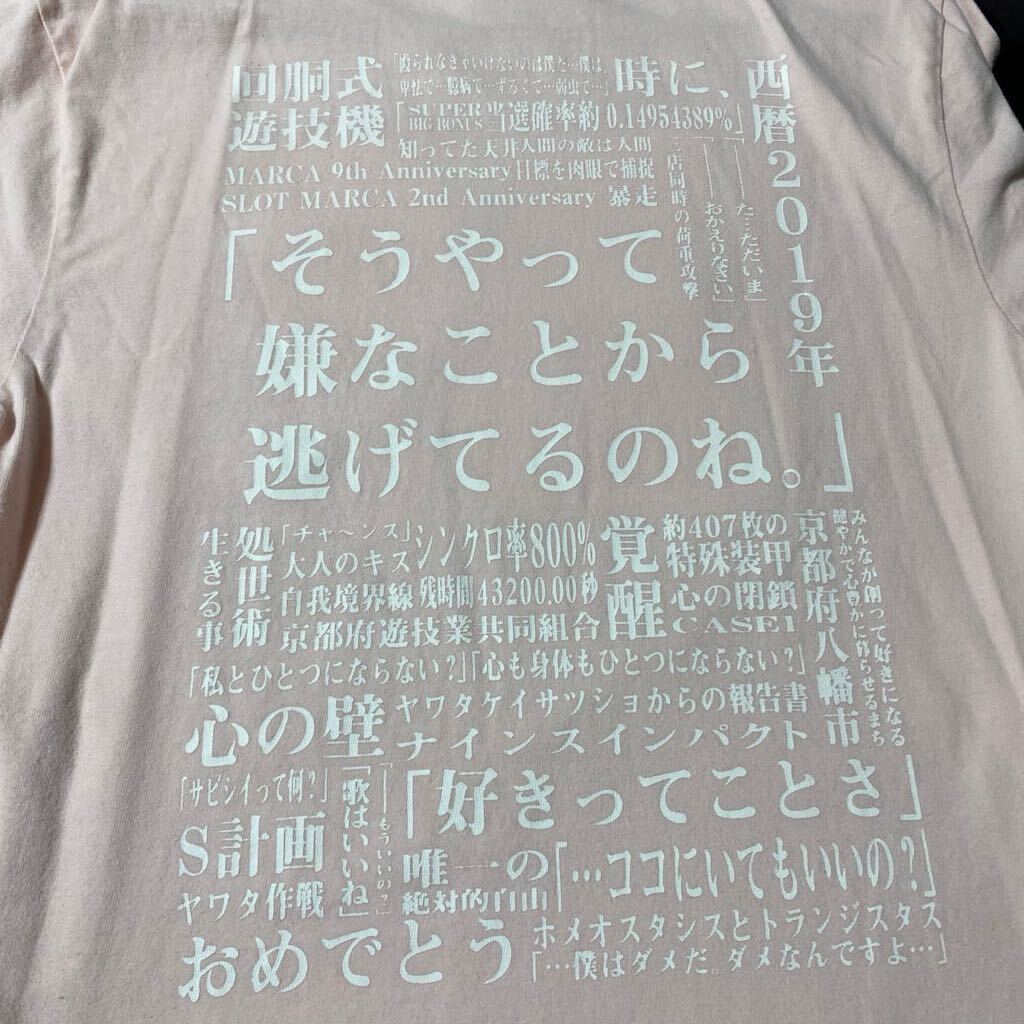 時に、
西暦2019年
回胴式
遊技機
「殴られなきゃいけないのは僕だ…僕は、
卑怯で…臆病で…ずるくて…弱虫で…」
「SUPER BIG BONUS当選確率約0.14954389%」
知ってた天井人間の敵は人間
MARCA 9th Anniversary目標を肉眼で捕捉
SLOT MARCA 2nd Anniversary 暴走
二店同時の荷重攻撃
「た…ただいま」
「おかえりなさい」
「そうやって
嫌なことから
逃げてるのね。」
処世術
生きる事
「チャ〜ンス」
大人のキス
シンクロ率800%
自我境界線 残時間43200.00秒
京都府遊技業共同組合
覚醒
約407枚の
特殊装甲
心の閉鎖
CASE1
京都府八幡市
みんなが創って好きになる
健やかで心豊かに暮らせるまち
「私とひとつにならない?」「心も身体もひとつにならない?」
心の壁
ヤワタケイサツショからの報告書
ナインスインパクト
「サビシイって何?」
S計画
ヤワタ作戦
「歌はいいね」
「もういいの?」
「好きってことさ」
唯一の
絶対的自由
「…ココにいてもいいの?」
おめでとう
ホメオスタシスとトランジスタス
「…僕はダメだ。ダメなんですよ…」